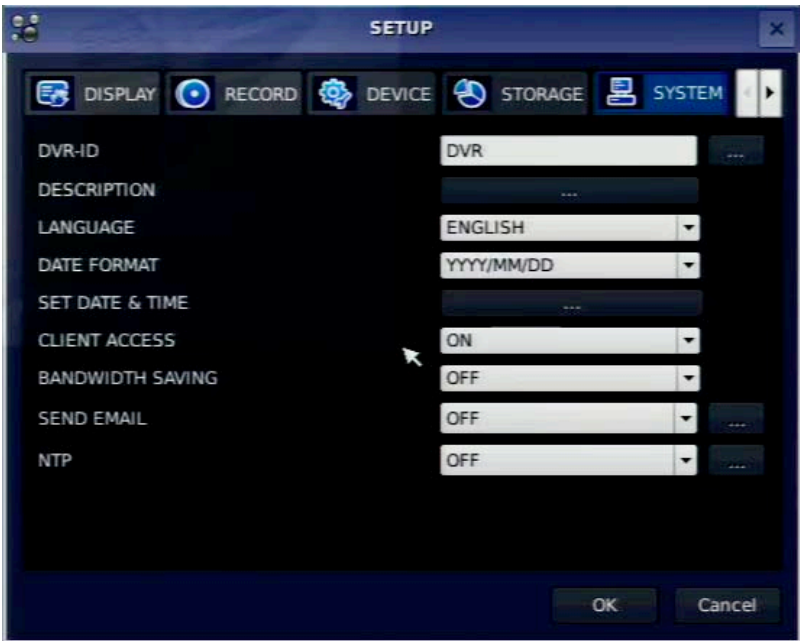 SETUP
DISPLAY RECORD DEVICE STORAGE SYSTEM
DVR-ID DVR ...
DESCRIPTION ...
LANGUAGE ENGLISH
DATE FORMAT YYYY/MM/DD
SET DATE & TIME ...
CLIENT ACCESS ON
BANDWIDTH SAVING OFF
SEND EMAIL OFF ...
NTP OFF ...
OK Cancel